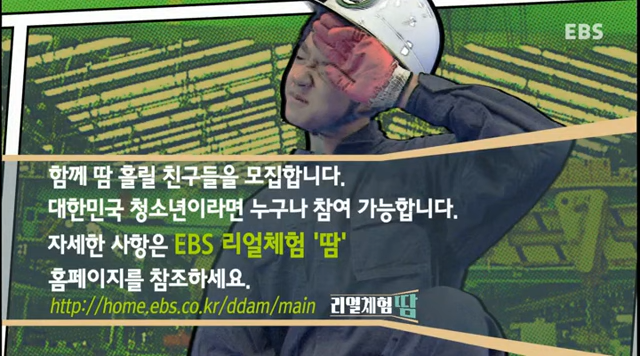 EBS
함께 땀 흘릴 친구들을 모집합니다.
대한민국 청소년이라면 누구나 참여 가능합니다.
자세한 사항은 EBS 리얼체험 '땀'
홈페이지를 참조하세요.
http://home.ebs.co.kr/ddam/main 리얼체험 땀